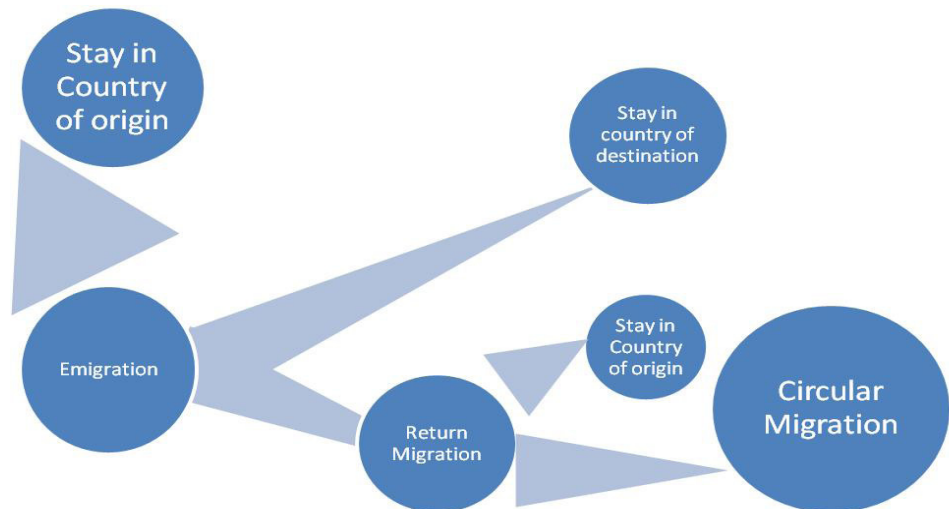 Stay in
Country
of origin
Stay in
country of
destination
Emigration
Stay in
Country
of origin
Return
Migration
Circular
Migration